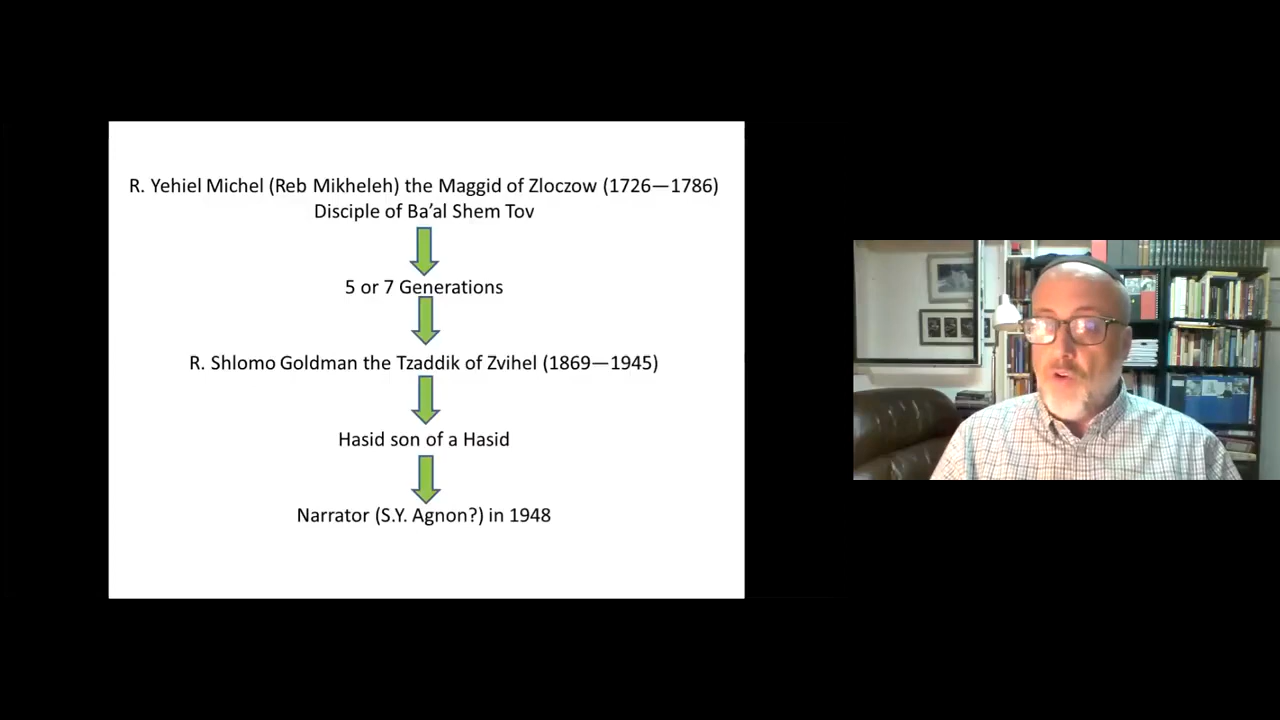 R. Yehiel Michel (Reb Mikheleh) the Maggid of Zloczow (1726—1786)
Disciple of Ba’al Shem Tov
5 or 7 Generations
R. Shlomo Goldman the Tzaddik of Zvihel (1869—1945)
Hasid son of a Hasid
Narrator (S.Y. Agnon?) in 1948